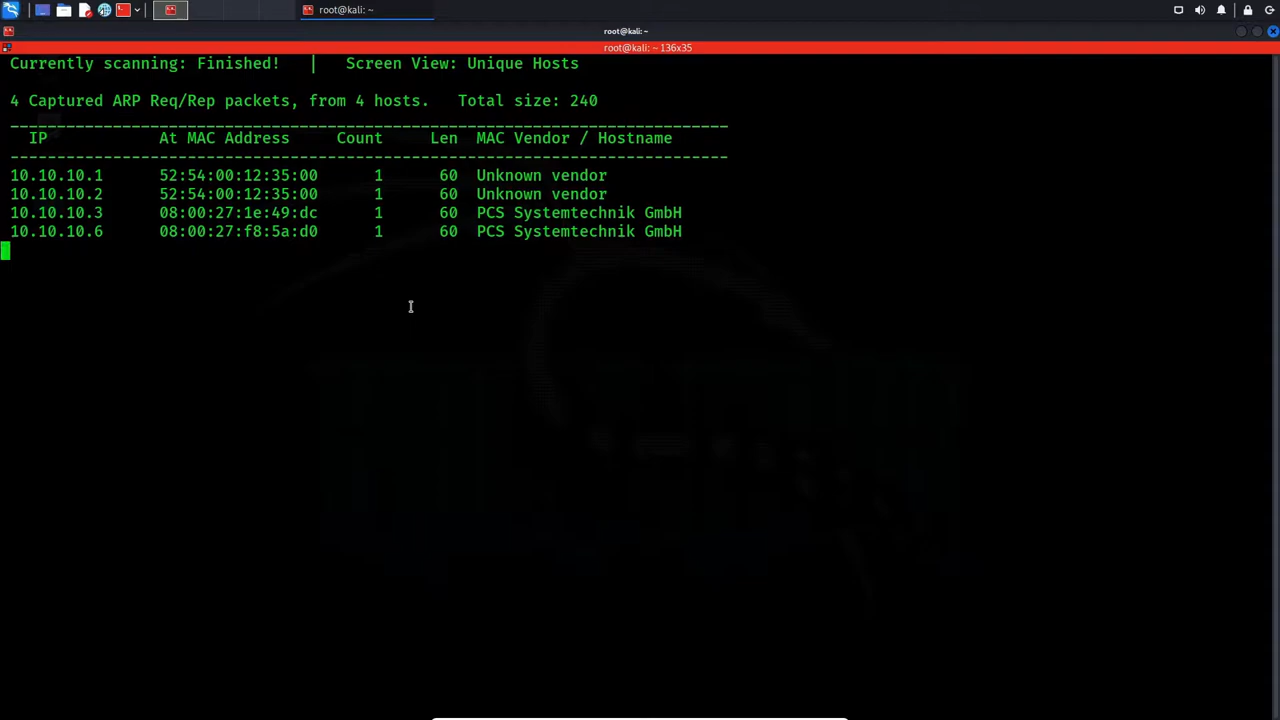 root@kali: ~
root@kali: ~
root@kali: ~ 136x35
Currently scanning: Finished!   |   Screen View: Unique Hosts
4 Captured ARP Req/Rep packets, from 4 hosts.   Total size: 240
IP            At MAC Address     Count     Len  MAC Vendor / Hostname
10.10.10.1      52:54:00:12:35:00      1      60  Unknown vendor
10.10.10.2      52:54:00:12:35:00      1      60  Unknown vendor
10.10.10.3      08:00:27:1e:49:dc      1      60  PCS Systemtechnik GmbH
10.10.10.6      08:00:27:f8:5a:d0      1      60  PCS Systemtechnik GmbH